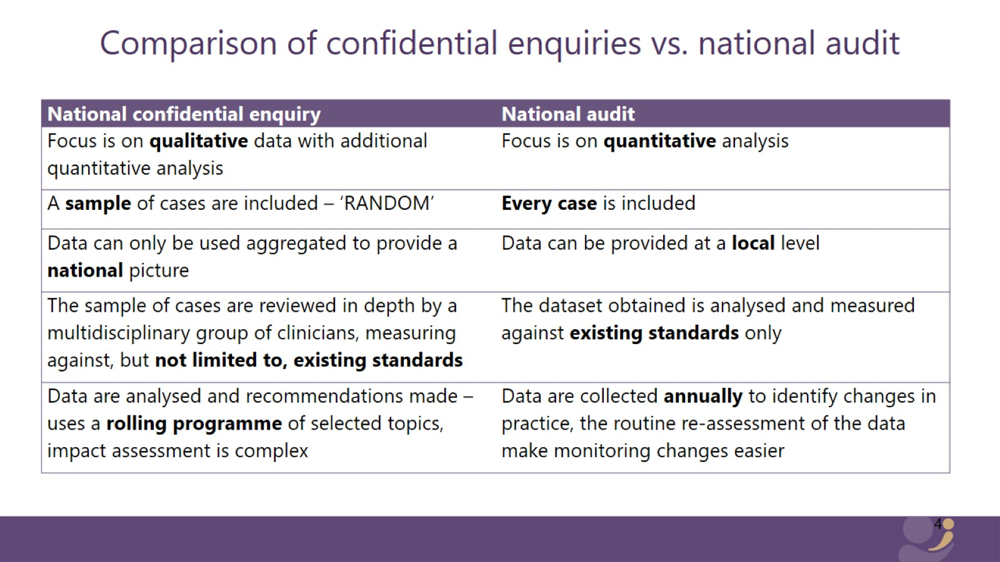 Comparison of confidential enquiries vs. national audit
National confidential enquiry
National audit
Focus is on qualitative data with additional
quantitative analysis
Focus is on quantitative analysis
A sample of cases are included – ‘RANDOM’
Every case is included
Data can only be used aggregated to provide a
national picture
Data can be provided at a local level
The sample of cases are reviewed in depth by a
multidisciplinary group of clinicians, measuring
against, but not limited to, existing standards
The dataset obtained is analysed and measured
against existing standards only
Data are analysed and recommendations made –
uses a rolling programme of selected topics,
impact assessment is complex
Data are collected annually to identify changes in
practice, the routine re-assessment of the data
make monitoring changes easier
4